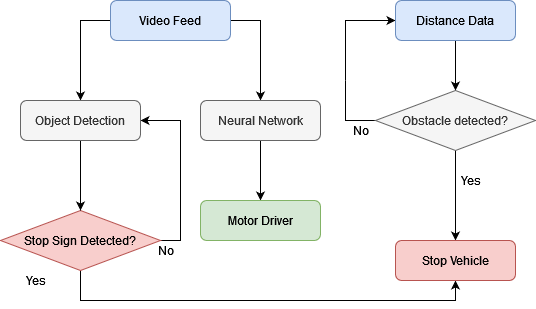 Video Feed
Distance Data
Object Detection
Neural Network
Obstacle detected?
No
Yes
Motor Driver
Stop Sign Detected?
No
Yes
Stop Vehicle